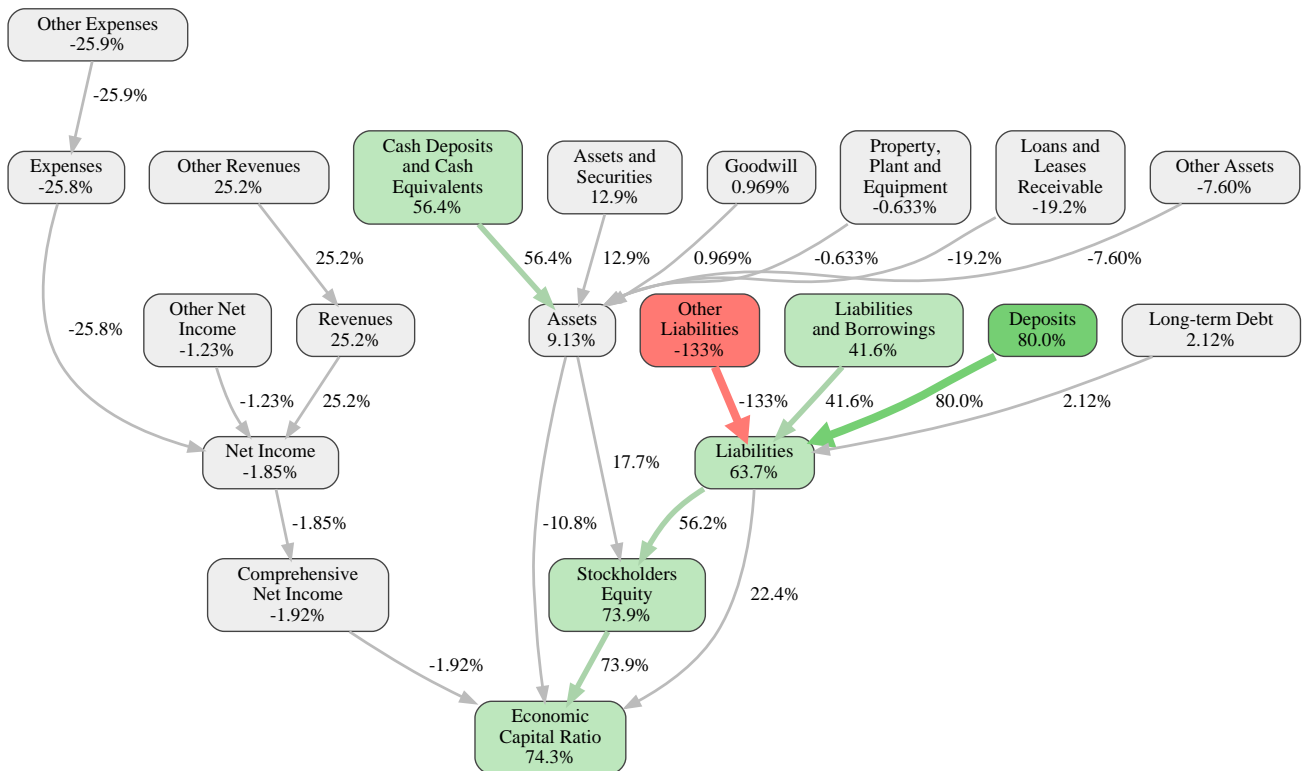 Other Expenses
-25.9%
-25.9%
Expenses
-25.8%
Other Revenues
25.2%
Cash Deposits
and Cash
Equivalents
56.4%
Assets and
Securities
12.9%
Goodwill
0.969%
Property,
Plant and
Equipment
-0.633%
Loans and
Leases
Receivable
-19.2%
Other Assets
-7.60%
25.2%
56.4%
12.9%
0.969%
-0.633%
-19.2%
-7.60%
-25.8%
Other Net
Income
-1.23%
Revenues
25.2%
Assets
9.13%
Other
Liabilities
-133%
Liabilities
and Borrowings
41.6%
Deposits
80.0%
Long-term Debt
2.12%
-1.23%
25.2%
-133%
41.6%
80.0%
2.12%
Net Income
-1.85%
17.7%
Liabilities
63.7%
-1.85%
-10.8%
56.2%
Comprehensive
Net Income
-1.92%
Stockholders
Equity
73.9%
22.4%
-1.92%
73.9%
Economic
Capital Ratio
74.3%